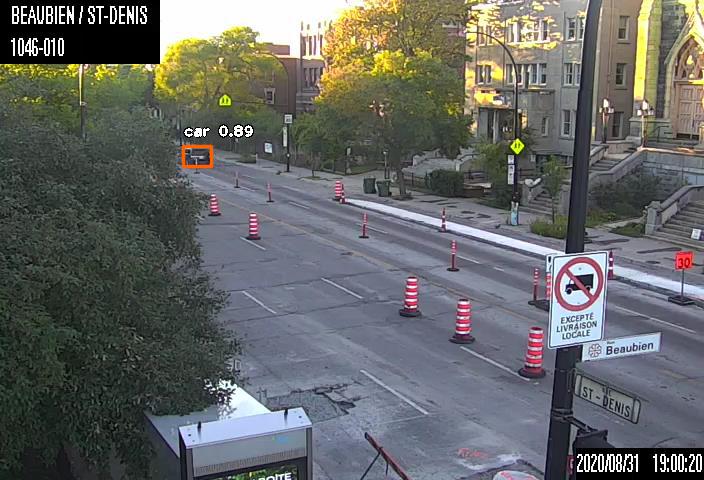 BEAUBIEN / ST-DENIS
1046-010
car 0.89
30
EXCEPTÉ
LIVRAISON
LOCALE
Rue
Beaubien
ST-DENIS
2020/08/31 19:00:20